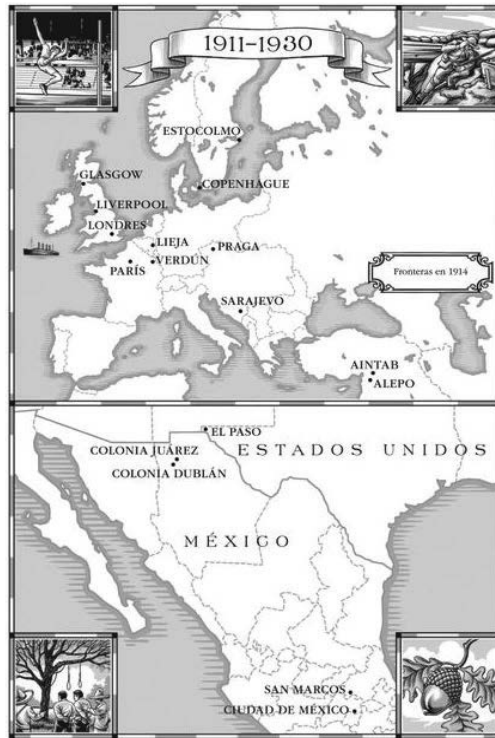 1911–1930
ESTOCOLMO
GLASGOW
COPENHAGUE
LIVERPOOL
LONDRES
LIEJA
PRAGA
PARÍS
VERDÚN
Fronteras en 1914
SARAJEVO
AINTAB
ALEPO
EL PASO
ESTADOS UNIDOS
COLONIA JUÁREZ
COLONIA DUBLÁN
MÉXICO
SAN MARCOS
CIUDAD DE MÉXICO